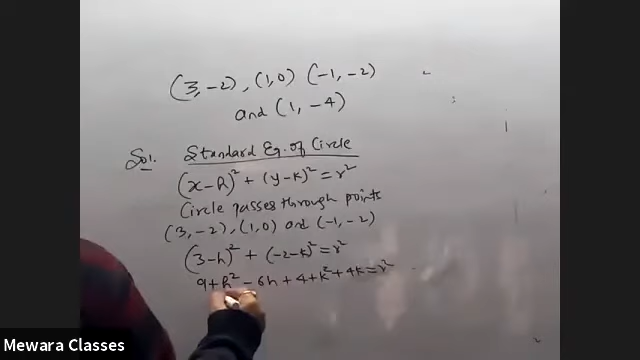 (3, -2), (1, 0) (-1, -2)
and (1, -4)
Sol. Standard Eq. of Circle
(x-h)² + (y-k)² = r²
Circle passes through points
(3, -2), (1, 0) and (-1, -2)
(3-h)² + (-2-k)² = r²
9+h² - 6h + 4 + k² + 4k = r²
Mewara Classes